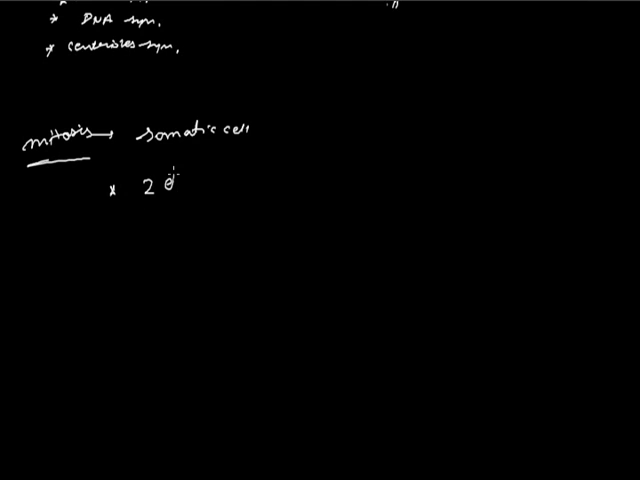 * DNA syn.
* centrioles syn.
mitosis → somatic cell
* 2